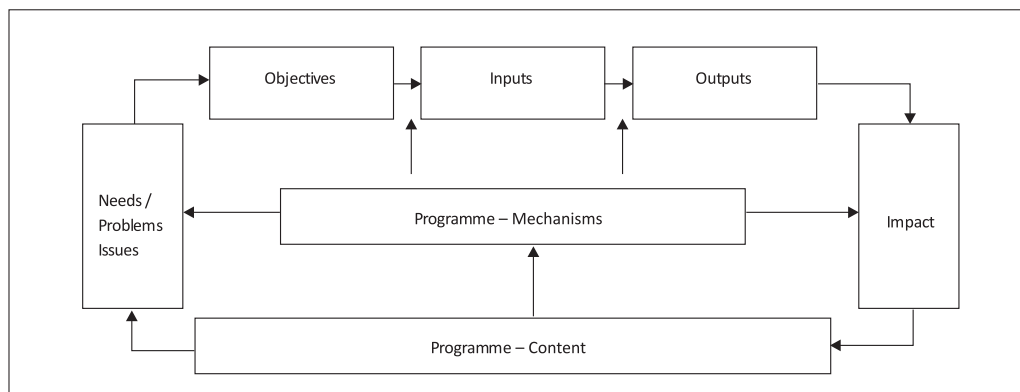 Objectives
Inputs
Outputs
Needs /
Problems
Issues
Programme – Mechanisms
Impact
Programme – Content